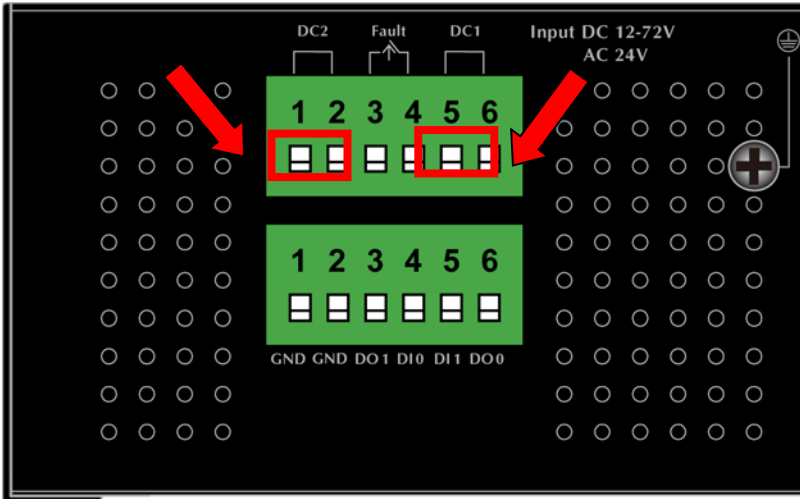 DC2 Fault DC1 Input DC 12-72V
AC 24V
1 2 3 4 5 6
1 2 3 4 5 6
GND GND DO1 DI0 DI1 DO0